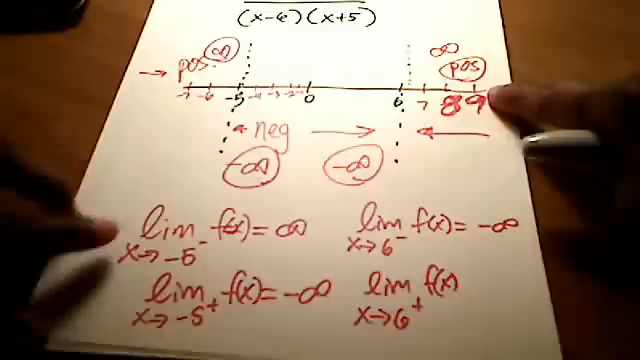 (x-6)(x+5)
∞ ∞
→ pos. pos
-7 -6 -5 -4 -3 -2 -1 0 6 7 8 9
← neg → ←
-∞ -∞
lim f(x) = ∞ lim f(x) = -∞
x→-5⁻ x→6⁻
lim f(x) = -∞ lim f(x)
x→-5⁺ x→6⁺